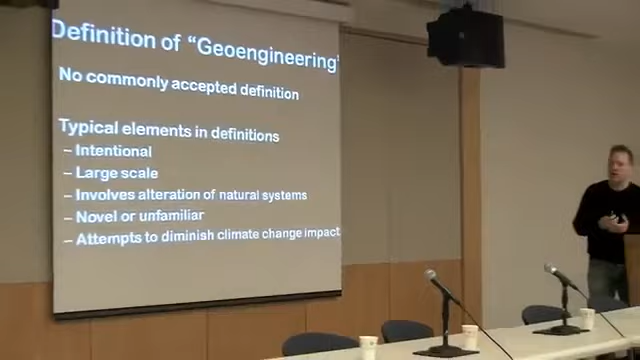 Definition of “Geoengineering”
No commonly accepted definition
Typical elements in definitions
– Intentional
– Large scale
– Involves alteration of natural systems
– Novel or unfamiliar
– Attempts to diminish climate change impact